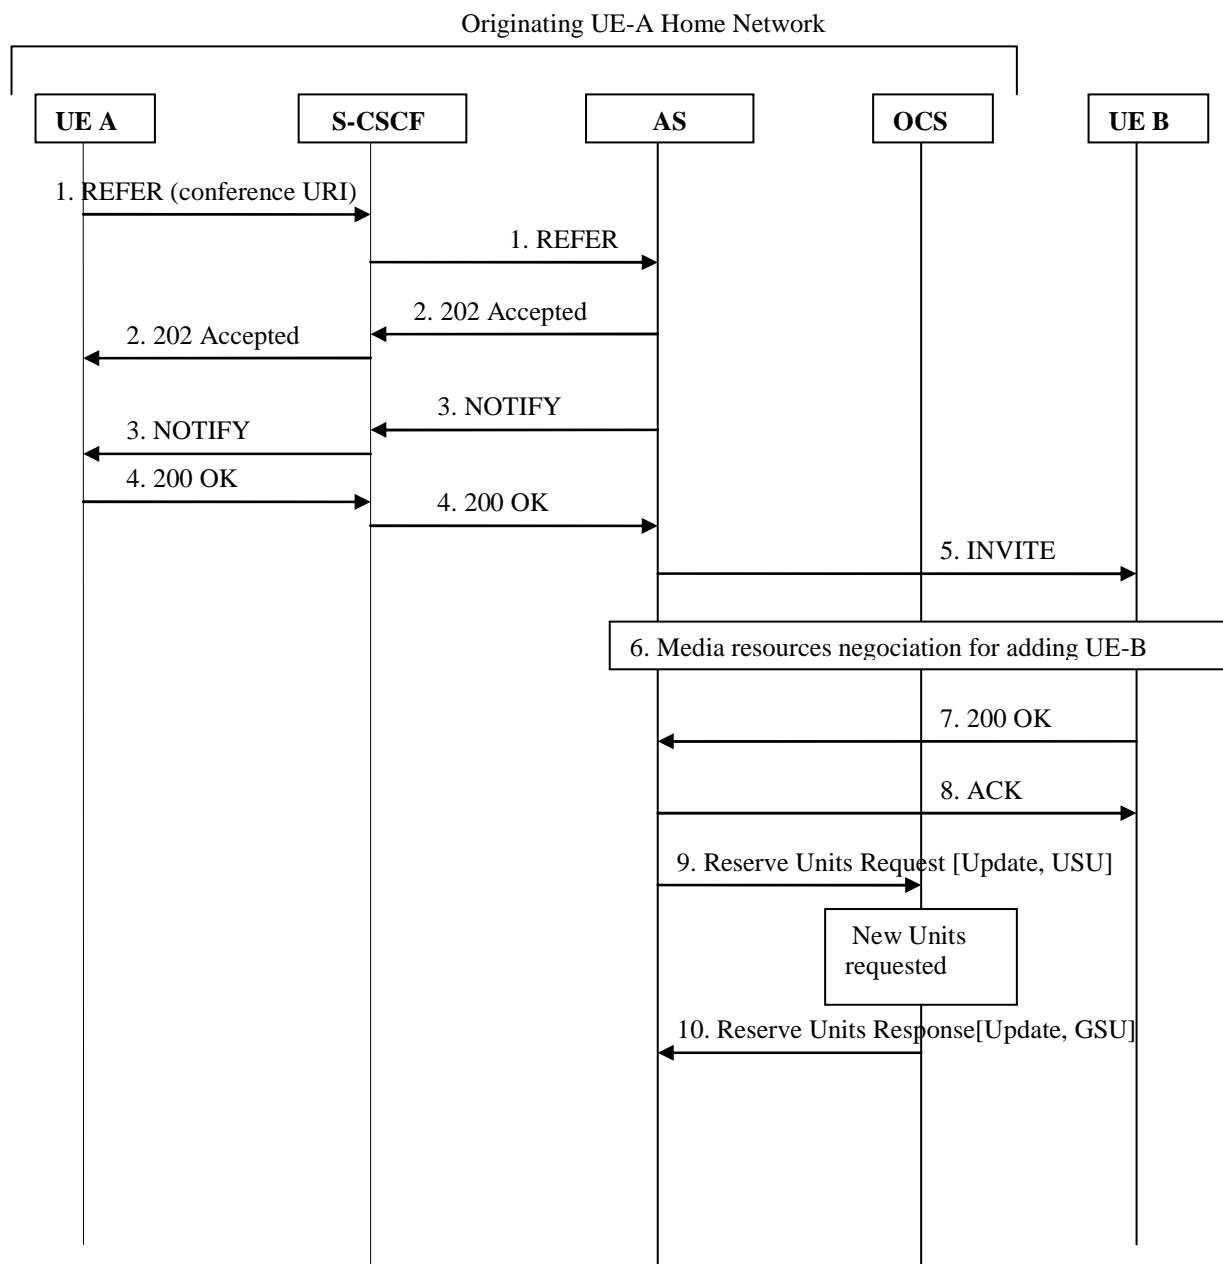 Originating UE-A Home Network
UE A
S-CSCF
AS
OCS
UE B
1. REFER (conference URI)
1. REFER
2. 202 Accepted
2. 202 Accepted
3. NOTIFY
3. NOTIFY
4. 200 OK
4. 200 OK
5. INVITE
6. Media resources negociation for adding UE-B
7. 200 OK
8. ACK
9. Reserve Units Request [Update, USU]
New Units
requested
10. Reserve Units Response[Update, GSU]